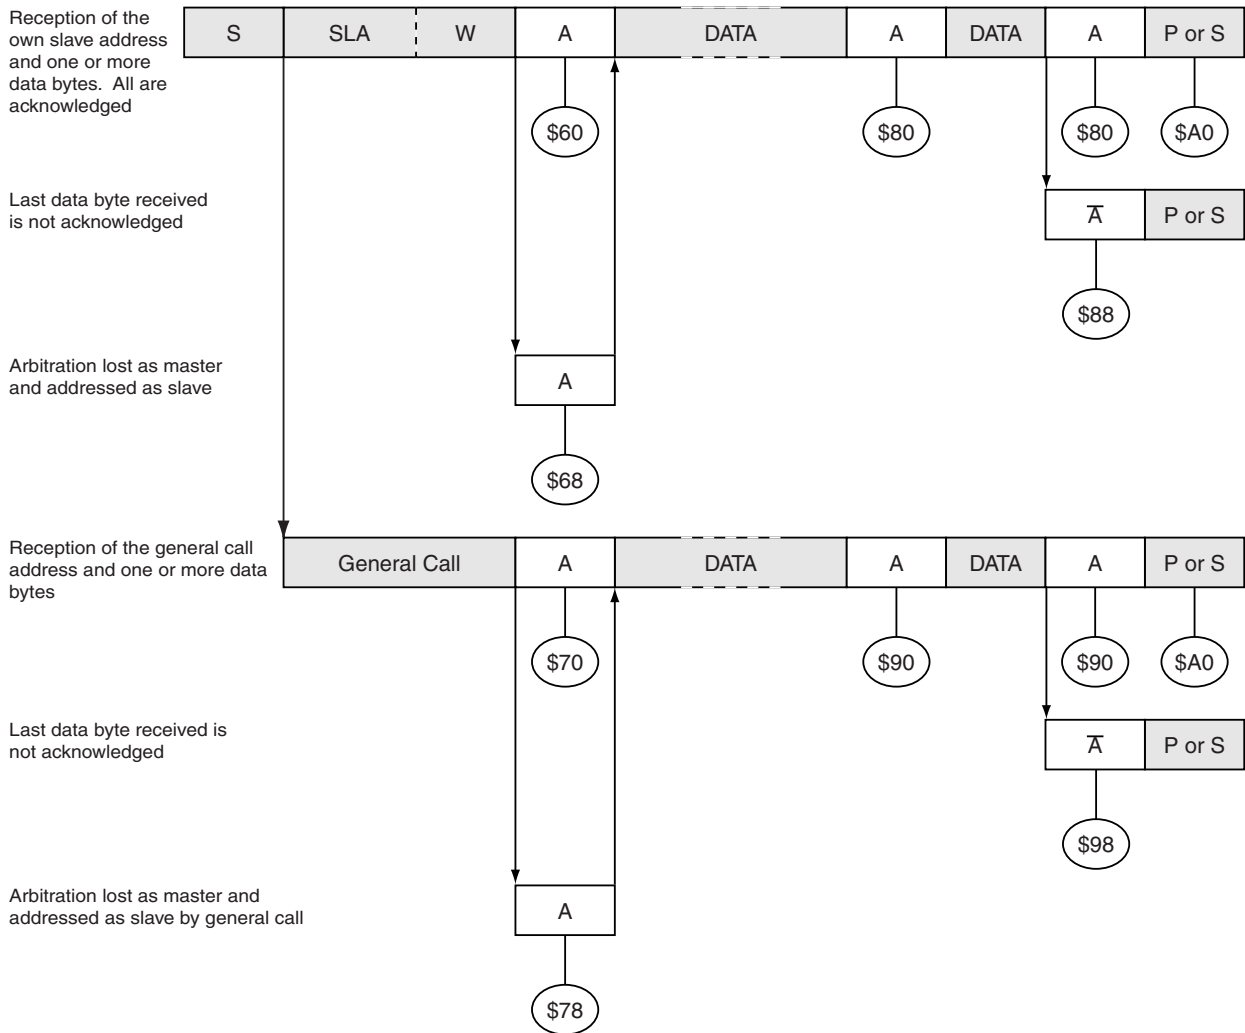 Reception of the
own slave address
and one or more
data bytes.  All are
acknowledged
S SLA W A DATA A DATA A P or S
$60 $80 $80 $A0
Last data byte received
is not acknowledged
A̅ P or S
$88
Arbitration lost as master
and addressed as slave
A
$68
Reception of the general call
address and one or more data
bytes
General Call A DATA A DATA A P or S
$70 $90 $90 $A0
Last data byte received is
not acknowledged
A̅ P or S
$98
Arbitration lost as master and
addressed as slave by general call
A
$78